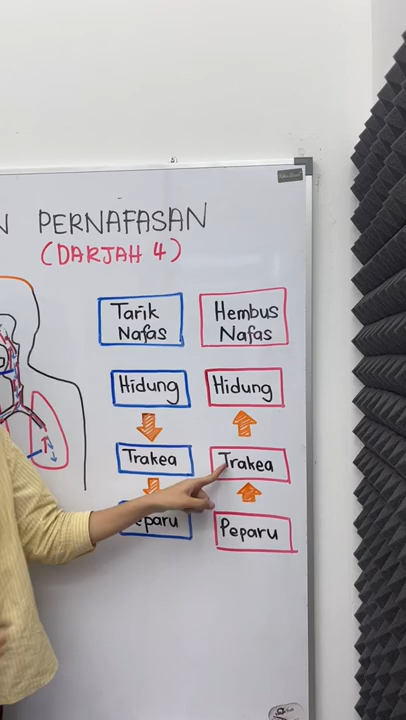 PERNAFASAN
(DARJAH 4)
Tarik
Nafas
Hembus
Nafas
Hidung
Hidung
Trakea
Trakea
Peparu